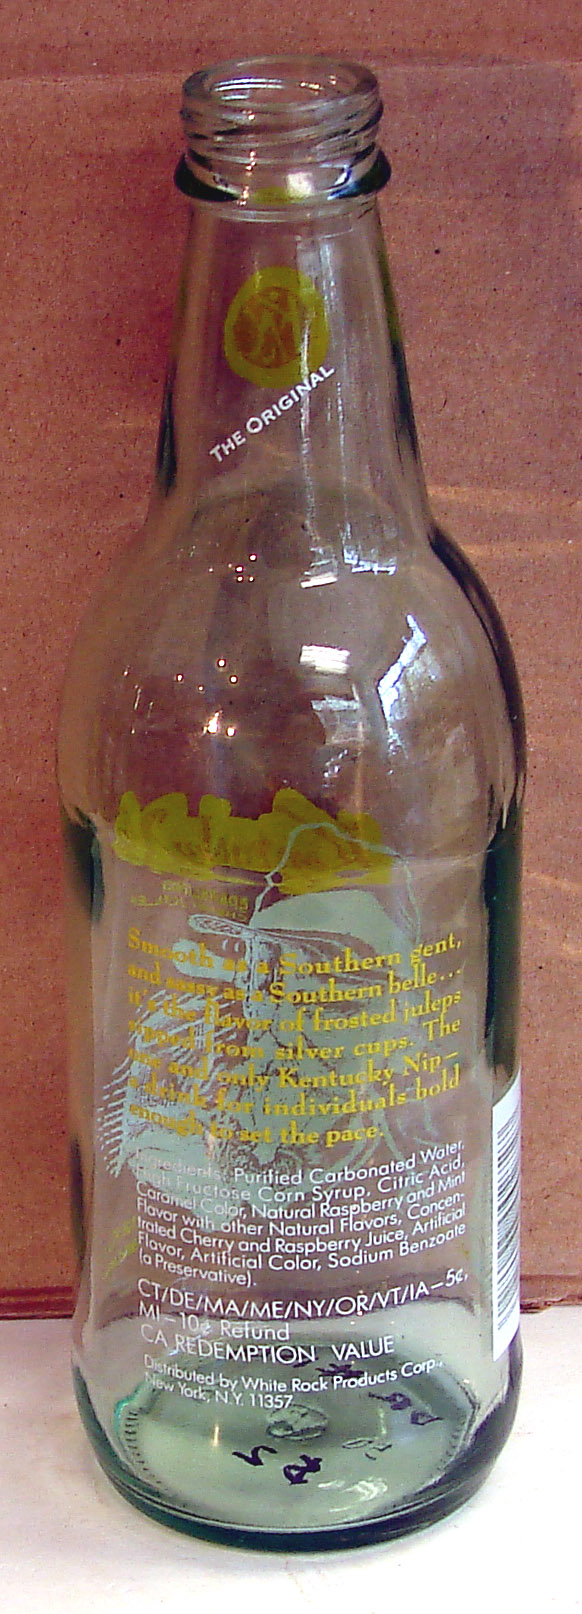 THE ORIGINAL
Smooth as a Southern gent,
and sassy as a Southern belle...
it's the flavor of frosted juleps
sipped from silver cups. The
one and only Kentucky Nip–
a drink for individuals bold
enough to set the pace.
Ingredients: Purified Carbonated Water,
High Fructose Corn Syrup, Citric Acid,
Caramel Color, Natural Raspberry and Mint
Flavor with other Natural Flavors, Concen-
trated Cherry and Raspberry Juice, Artificial
Flavor, Artificial Color, Sodium Benzoate
(a Preservative).
CT/DE/MA/ME/NY/OR/VT/IA–5¢,
MI–10¢ Refund
CA REDEMPTION VALUE
Distributed by White Rock Products Corp.,
New York, N.Y. 11357